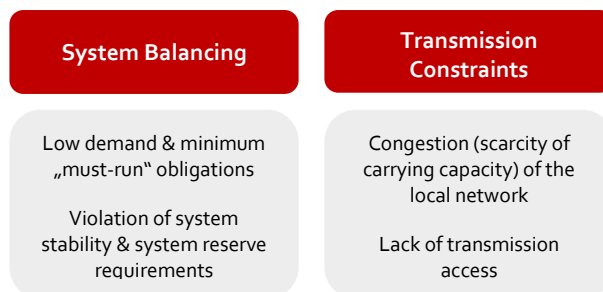 System Balancing
Low demand & minimum
„must-run“ obligations
Violation of system
stability & system reserve
requirements
Transmission
Constraints
Congestion (scarcity of
carrying capacity) of the
local network
Lack of transmission
access